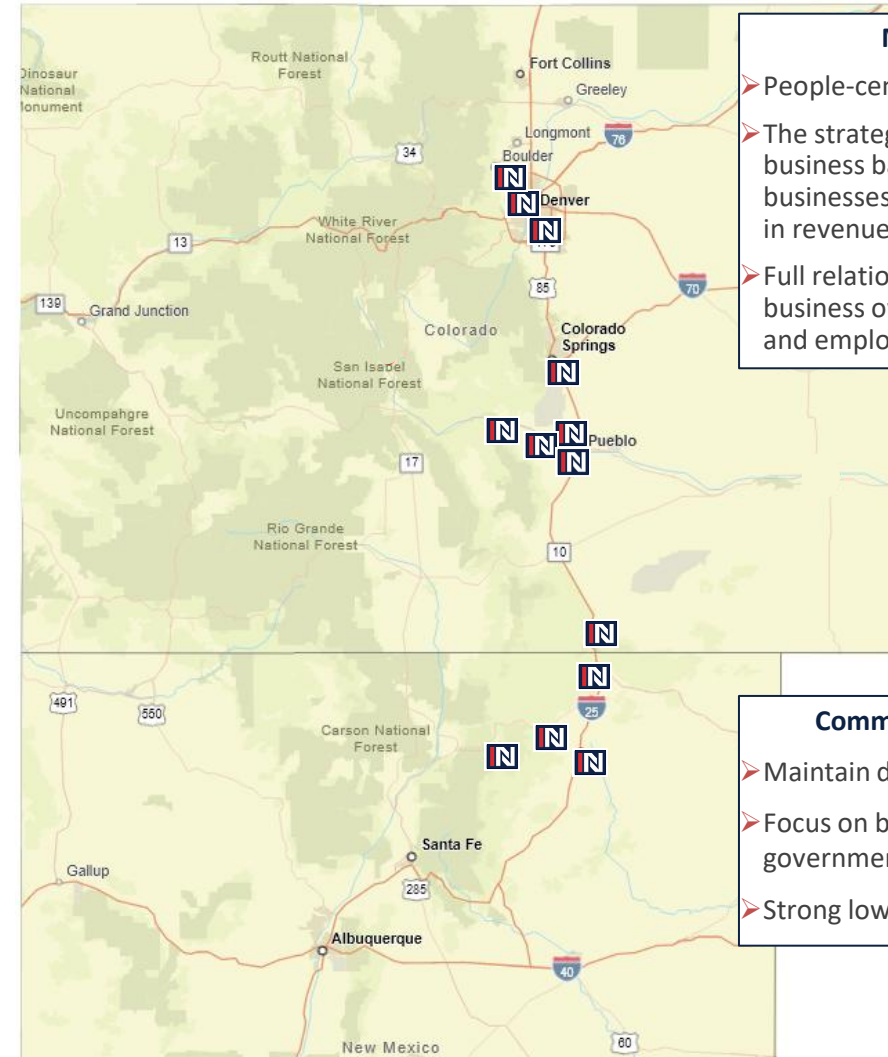 Dinosaur
National
Monument
Routt National
Forest
Fort Collins
Greeley
Longmont
Boulder
34
76
Denver
White River
National Forest
13
85
70
139
Grand Junction
Colorado
Colorado
Springs
San Isabel
National Forest
Uncompahgre
National Forest
Pueblo
17
Rio Grande
National Forest
10
491
550
25
Carson National
Forest
Santa Fe
Gallup
285
Albuquerque
40
New Mexico
60
People-cen
The strateg
business ba
businesses
in revenue
Full relatio
business o
and emplo
Comm
Maintain d
Focus on b
governmen
Strong low